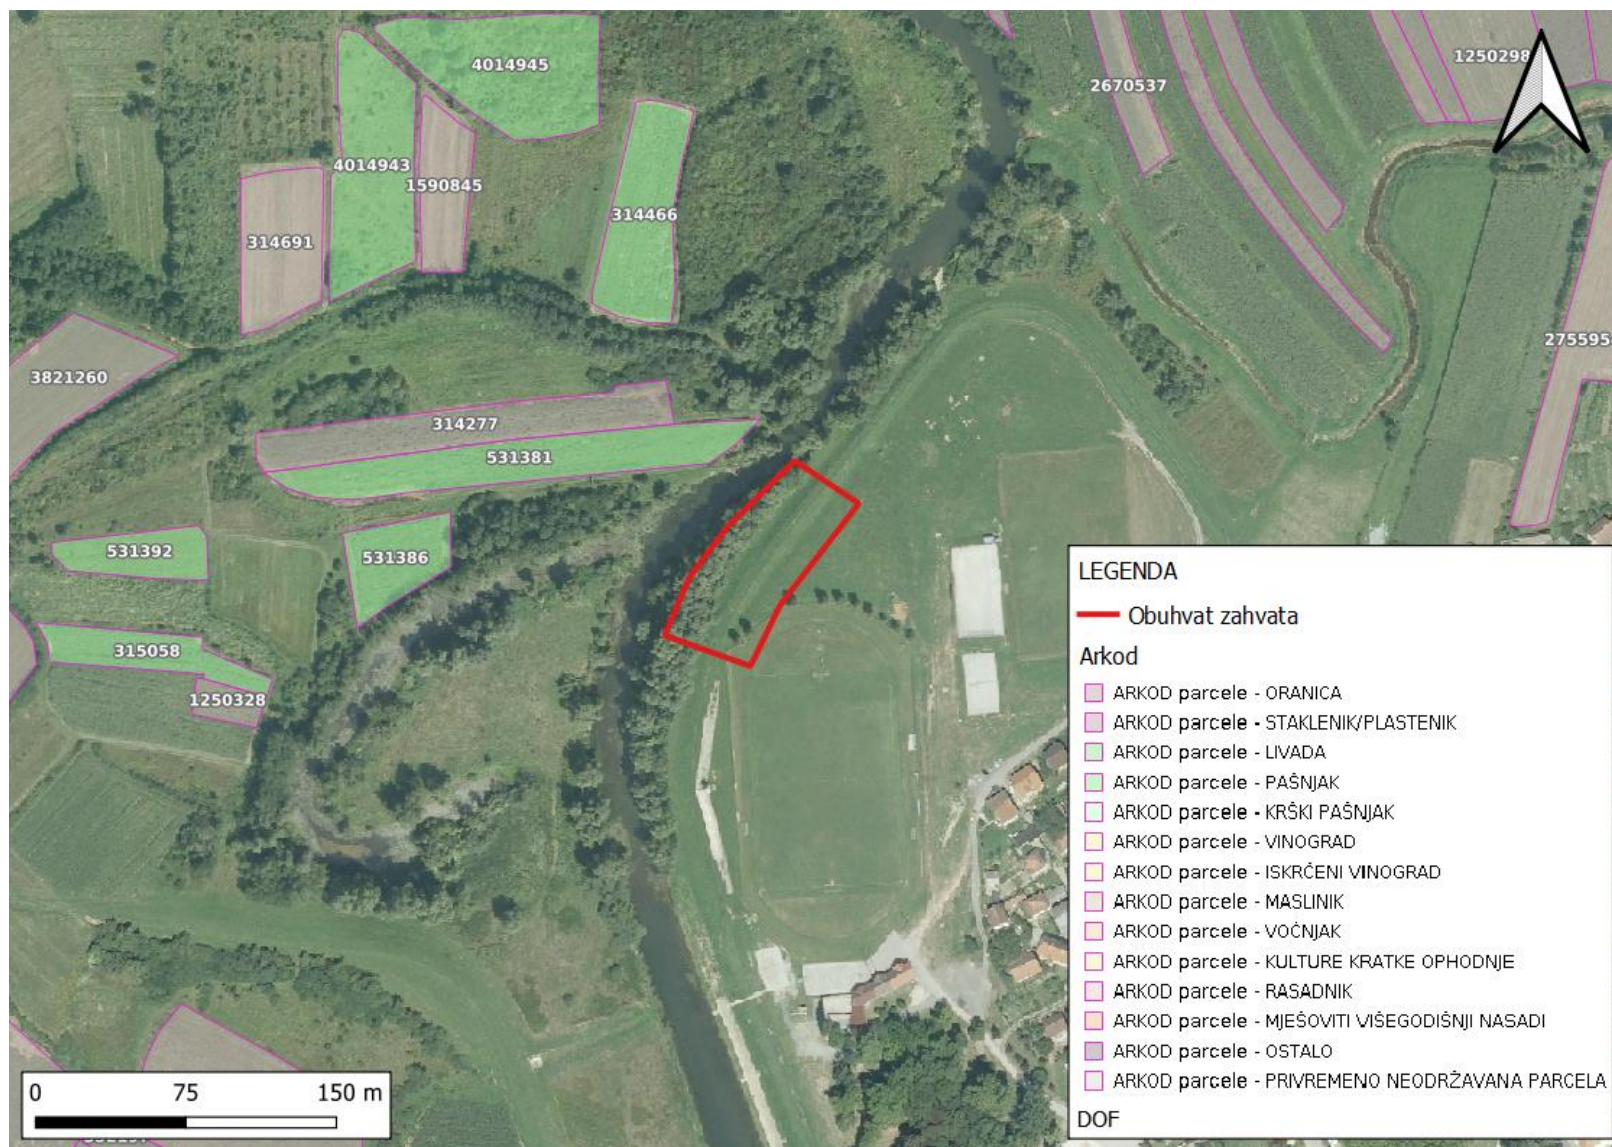 4014945
1250298
2670537
4014943
1590845
314466
314691
3821260
314277
531381
531392
531386
315058
1250328
LEGENDA
Obuhvat zahvata
Arkod
ARKOD parcele - ORANICA
ARKOD parcele - STAKLENIK/PLASTENIK
ARKOD parcele - LIVADA
ARKOD parcele - PAŠNJAK
ARKOD parcele - KRŠKI PAŠNJAK
ARKOD parcele - VINOGRAD
ARKOD parcele - ISKRČENI VINOGRAD
ARKOD parcele - MASLINIK
ARKOD parcele - VOĆNJAK
ARKOD parcele - KULTURE KRATKE OPHODNJE
ARKOD parcele - RASADNIK
ARKOD parcele - MJEŠOVITI VIŠEGODIŠNJI NASADI
ARKOD parcele - OSTALO
ARKOD parcele - PRIVREMENO NEODRŽAVANA PARCELA
DOF
0 75 150 m